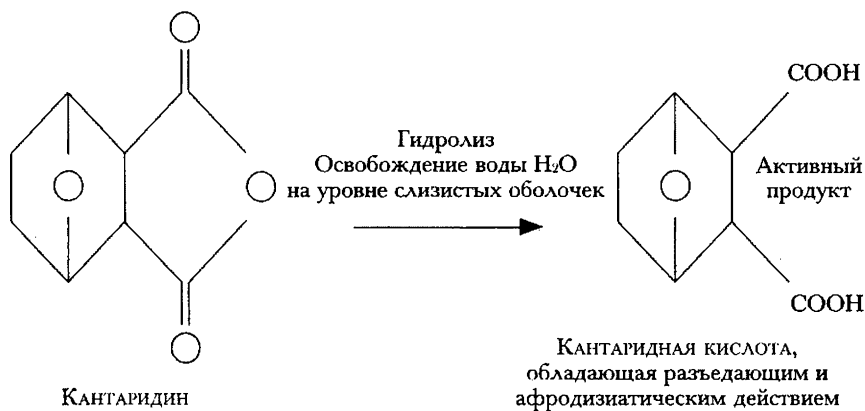 O
COOH
Гидролиз
Освобождение воды H₂O
на уровне слизистых оболочек
O
O
O
Активный
продукт
O
COOH
Кантаридная кислота,
обладающая разъедающим и
афродизиатическим действием
Кантаридин